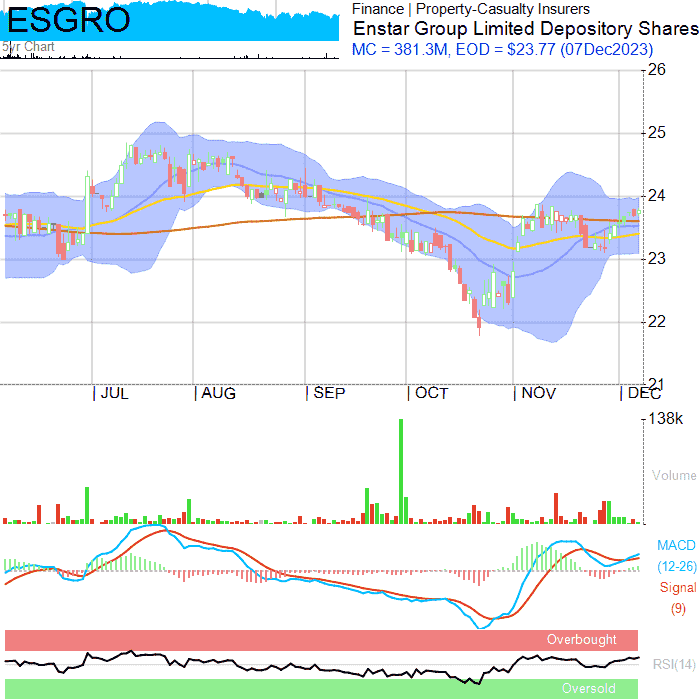 ESGRO
5yr Chart
Finance | Property-Casualty Insurers
Enstar Group Limited Depository Shares
MC = 381.3M, EOD = $23.77 (07Dec2023)
26
25
24
23
22
21
JUL
AUG
SEP
OCT
NOV
DEC
138k
Volume
MACD
(12-26)
Signal
(9)
Overbought
RSI(14)
Oversold